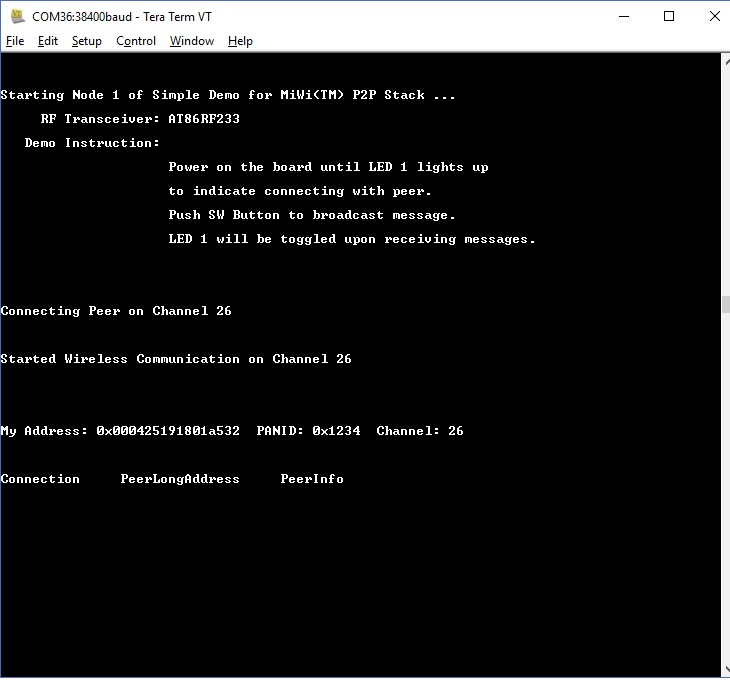 COM36:38400baud - Tera Term VT
File Edit Setup Control Window Help
Starting Node 1 of Simple Demo for MiWi(TM) P2P Stack ...
RF Transceiver: AT86RF233
Demo Instruction:
Power on the board until LED 1 lights up
to indicate connecting with peer.
Push SW Button to broadcast message.
LED 1 will be toggled upon receiving messages.
Connecting Peer on Channel 26
Started Wireless Communication on Channel 26
My Address: 0x000425191801a532 PANID: 0x1234 Channel: 26
Connection PeerLongAddress PeerInfo